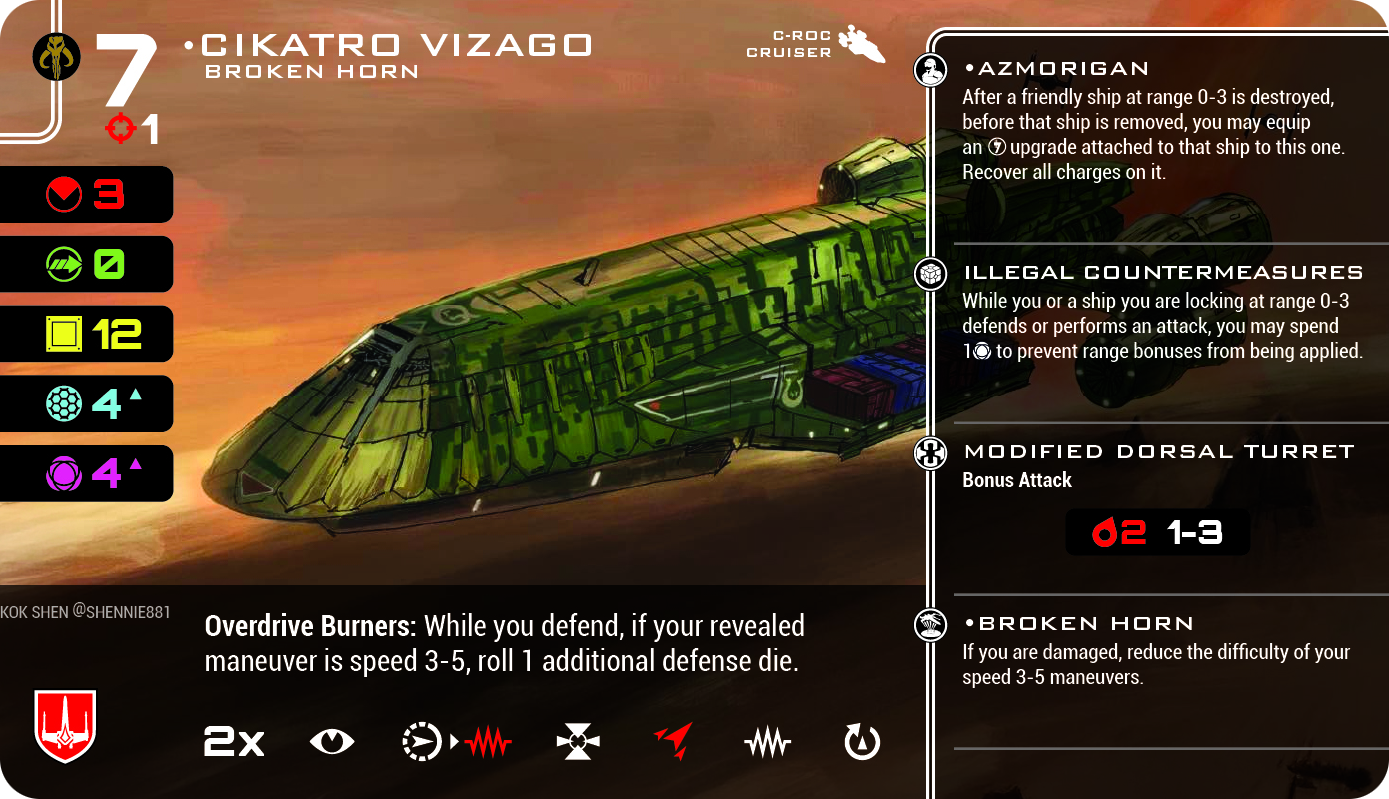 7
•CIKATRO VIZAGO
BROKEN HORN
C-ROC
CRUISER
1
3
0
12
4
4
KOK SHEN @SHENNIE881
Overdrive Burners: While you defend, if your revealed
maneuver is speed 3-5, roll 1 additional defense die.
2x
•AZMORIGAN
After a friendly ship at range 0-3 is destroyed,
before that ship is removed, you may equip
an upgrade attached to that ship to this one.
Recover all charges on it.
ILLEGAL COUNTERMEASURES
While you or a ship you are locking at range 0-3
defends or performs an attack, you may spend
1 to prevent range bonuses from being applied.
MODIFIED DORSAL TURRET
Bonus Attack
2 1-3
•BROKEN HORN
If you are damaged, reduce the difficulty of your
speed 3-5 maneuvers.